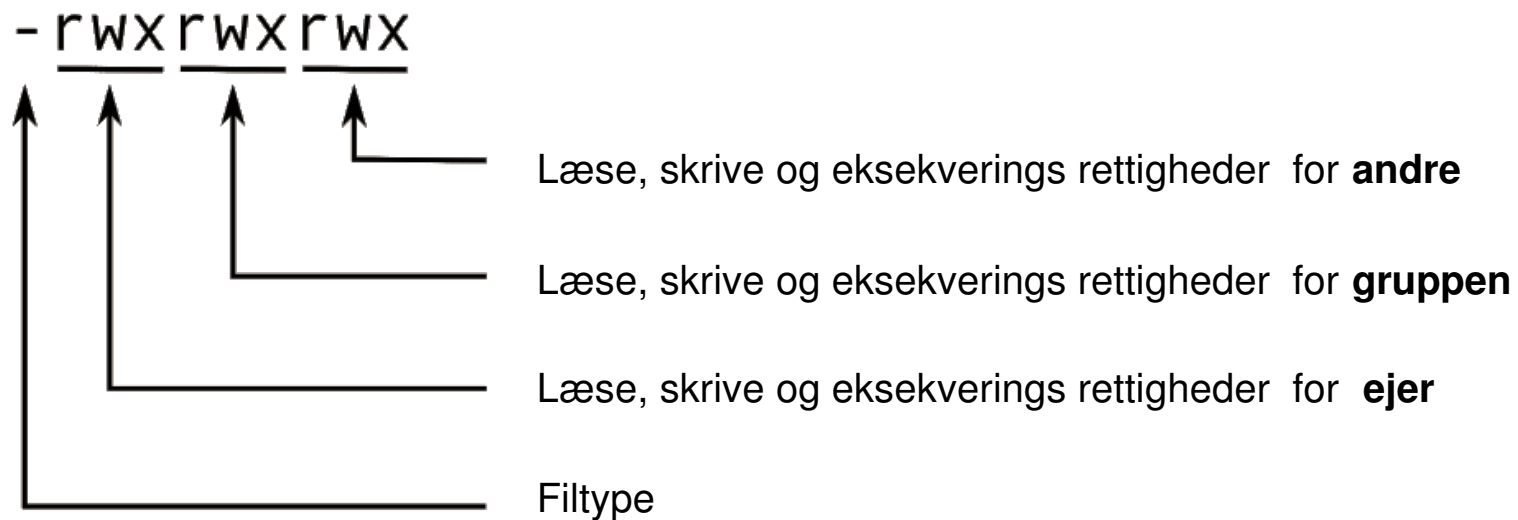 -rwxrwxrwx
Læse, skrive og eksekverings rettigheder for andre
Læse, skrive og eksekverings rettigheder for gruppen
Læse, skrive og eksekverings rettigheder for ejer
Filtype